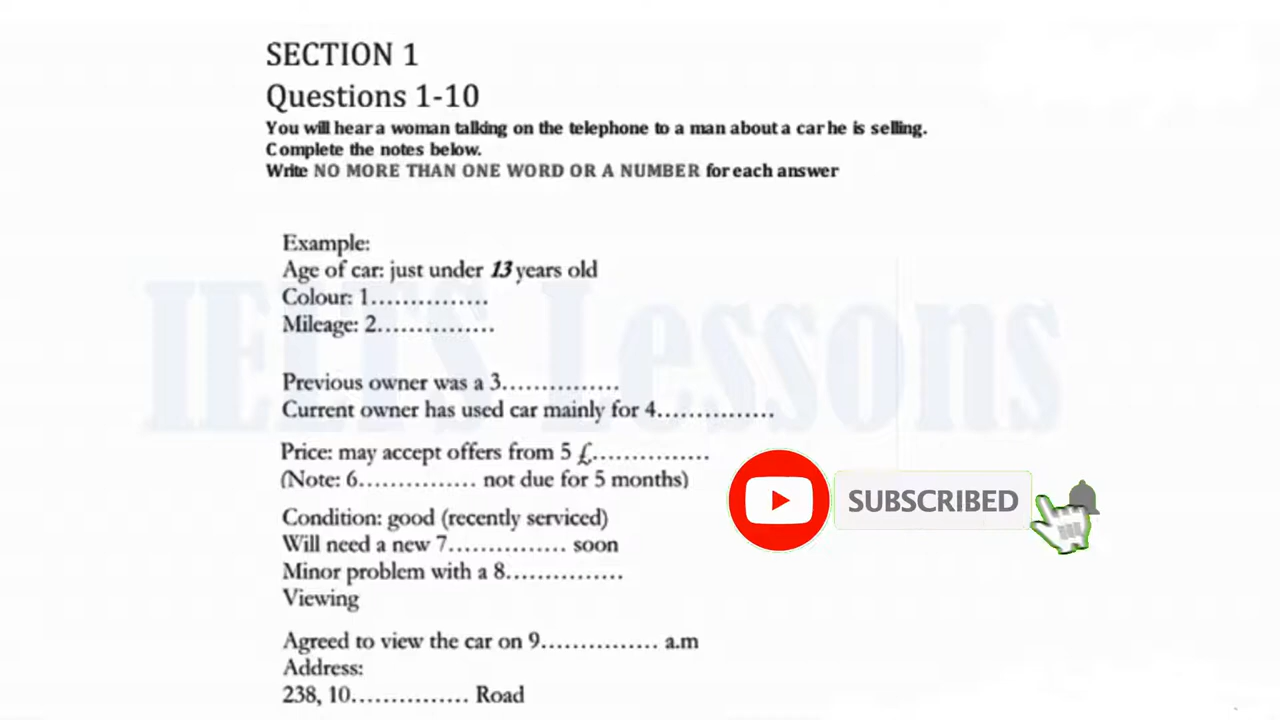 SECTION 1
Questions 1-10
You will hear a woman talking on the telephone to a man about a car he is selling.
Complete the notes below.
Write NO MORE THAN ONE WORD OR A NUMBER for each answer
Example:
Age of car: just under 13 years old
Colour: 1...............
Mileage: 2...............
IELTS Lessons
Previous owner was a 3...............
Current owner has used car mainly for 4...............
Price: may accept offers from 5 £...............
(Note: 6............... not due for 5 months)
SUBSCRIBED
Condition: good (recently serviced)
Will need a new 7............... soon
Minor problem with a 8...............
Viewing
Agreed to view the car on 9............... a.m
Address:
238, 10............... Road